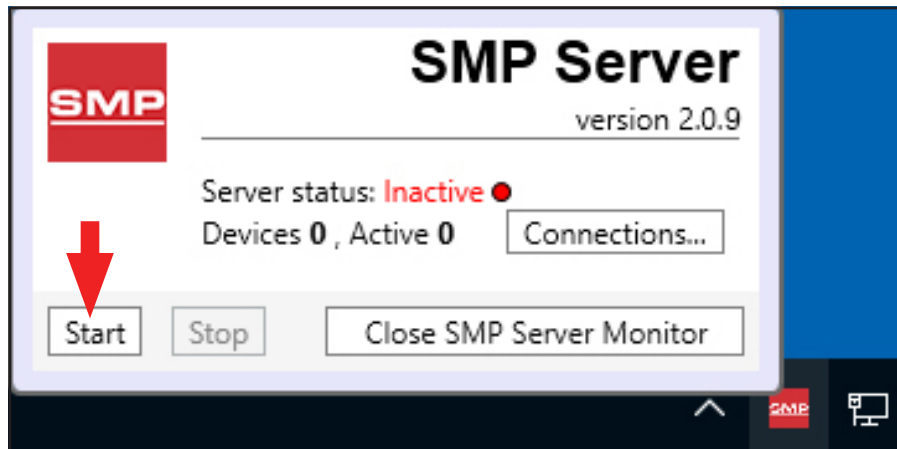 SMP Server
SMP
version 2.0.9
Server status: Inactive
Devices 0 , Active 0 Connections...
Start Stop Close SMP Server Monitor
SMP